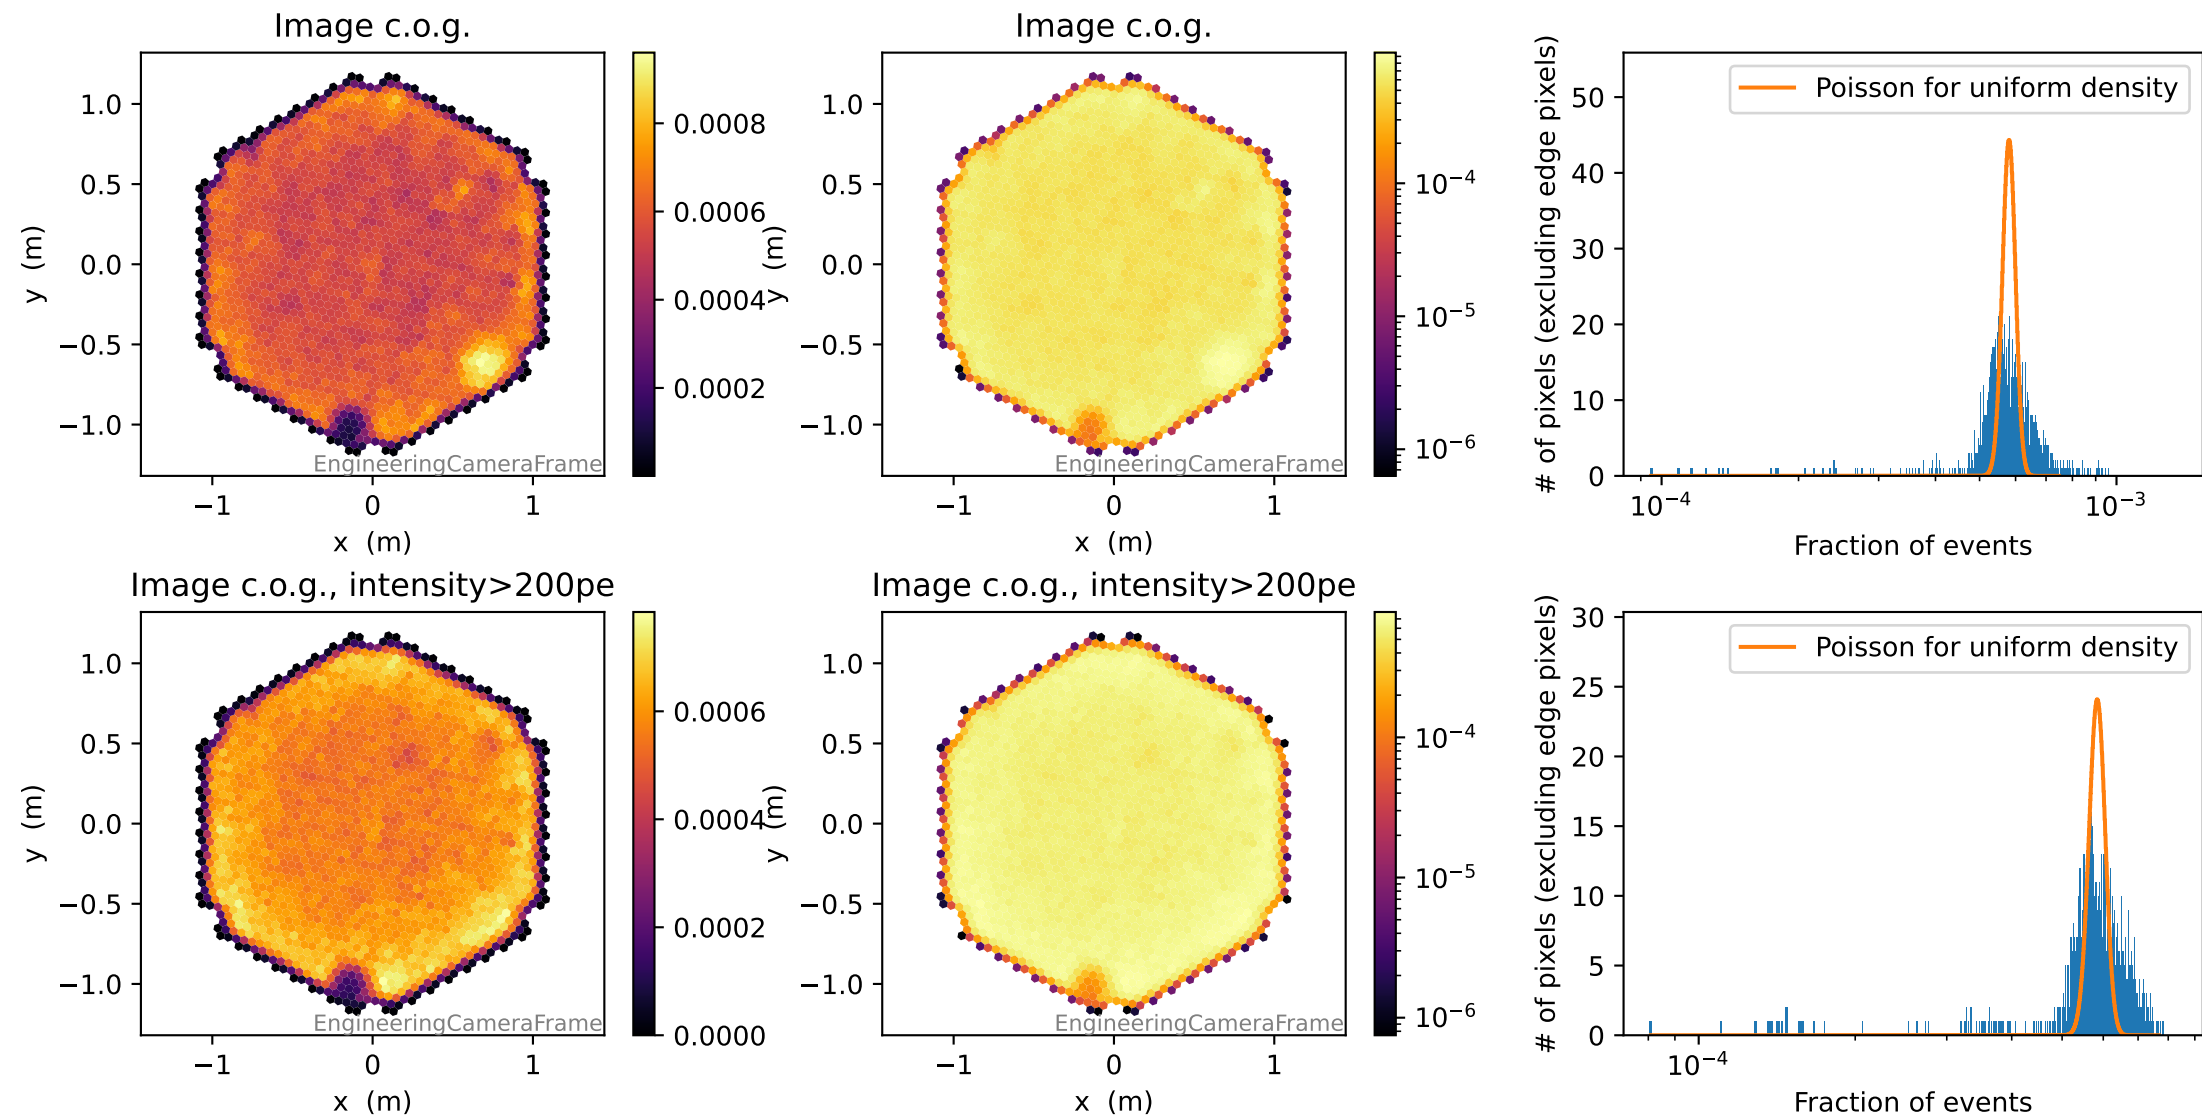 Image c.o.g.
1.0
0.5
0.0
−0.5
−1.0
y (m)
EngineeringCameraFrame
−1
0
1
x (m)
0.0008
0.0006
0.0004
0.0002
Image c.o.g.
1.0
0.5
0.0
−0.5
−1.0
y (m)
EngineeringCameraFrame
−1
0
1
x (m)
10⁻⁴
10⁻⁵
10⁻⁶
# of pixels (excluding edge pixels)
50
40
30
20
10
0
Poisson for uniform density
10⁻⁴
10⁻³
Fraction of events
Image c.o.g., intensity>200pe
1.0
0.5
0.0
−0.5
−1.0
y (m)
EngineeringCameraFrame
−1
0
1
x (m)
0.0006
0.0004
0.0002
0.0000
Image c.o.g., intensity>200pe
1.0
0.5
0.0
−0.5
−1.0
y (m)
EngineeringCameraFrame
−1
0
1
x (m)
10⁻⁴
10⁻⁵
10⁻⁶
# of pixels (excluding edge pixels)
30
25
20
15
10
5
0
Poisson for uniform density
10⁻⁴
Fraction of events